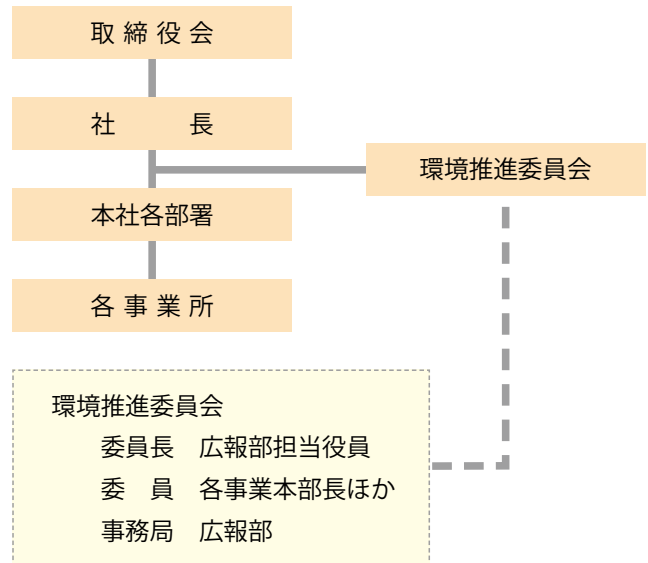 取 締 役 会
社　　　長
環境推進委員会
本社各部署
各 事 業 所
環境推進委員会
委員長　広報部担当役員
委　員　各事業本部長ほか
事務局　広報部